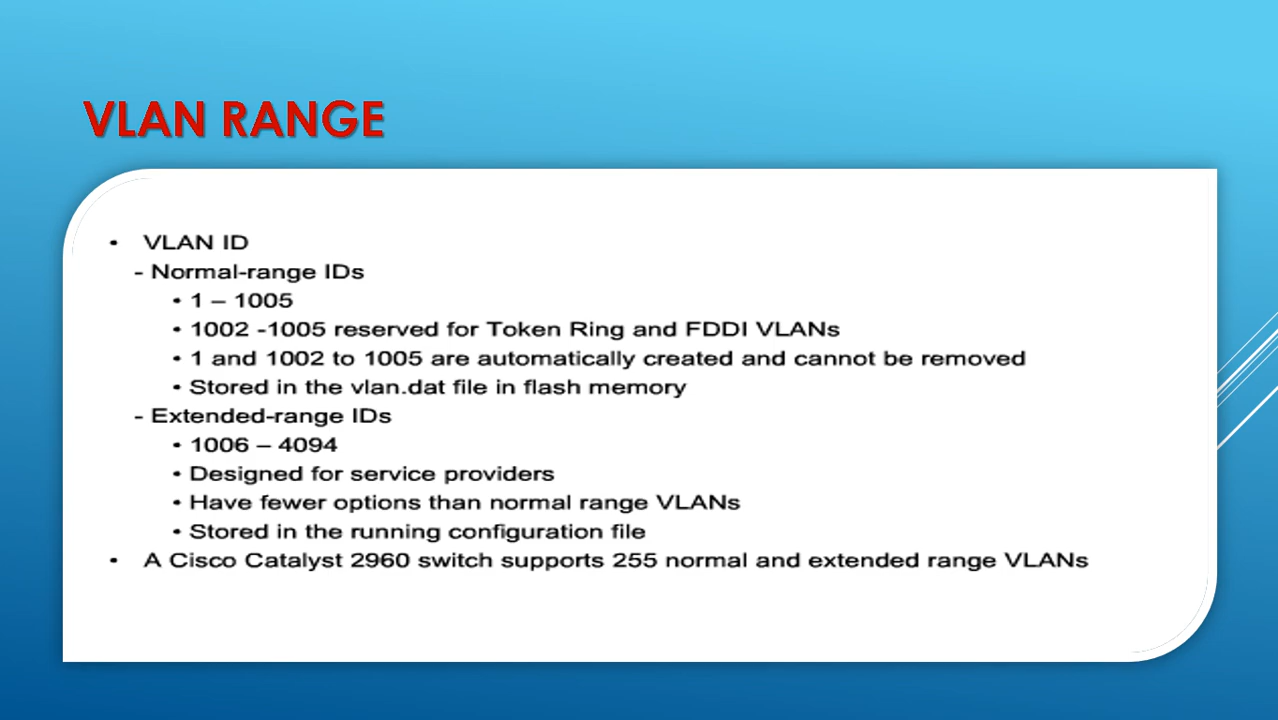 VLAN RANGE
• VLAN ID
- Normal-range IDs
• 1 – 1005
• 1002 -1005 reserved for Token Ring and FDDI VLANs
• 1 and 1002 to 1005 are automatically created and cannot be removed
• Stored in the vlan.dat file in flash memory
- Extended-range IDs
• 1006 – 4094
• Designed for service providers
• Have fewer options than normal range VLANs
• Stored in the running configuration file
• A Cisco Catalyst 2960 switch supports 255 normal and extended range VLANs